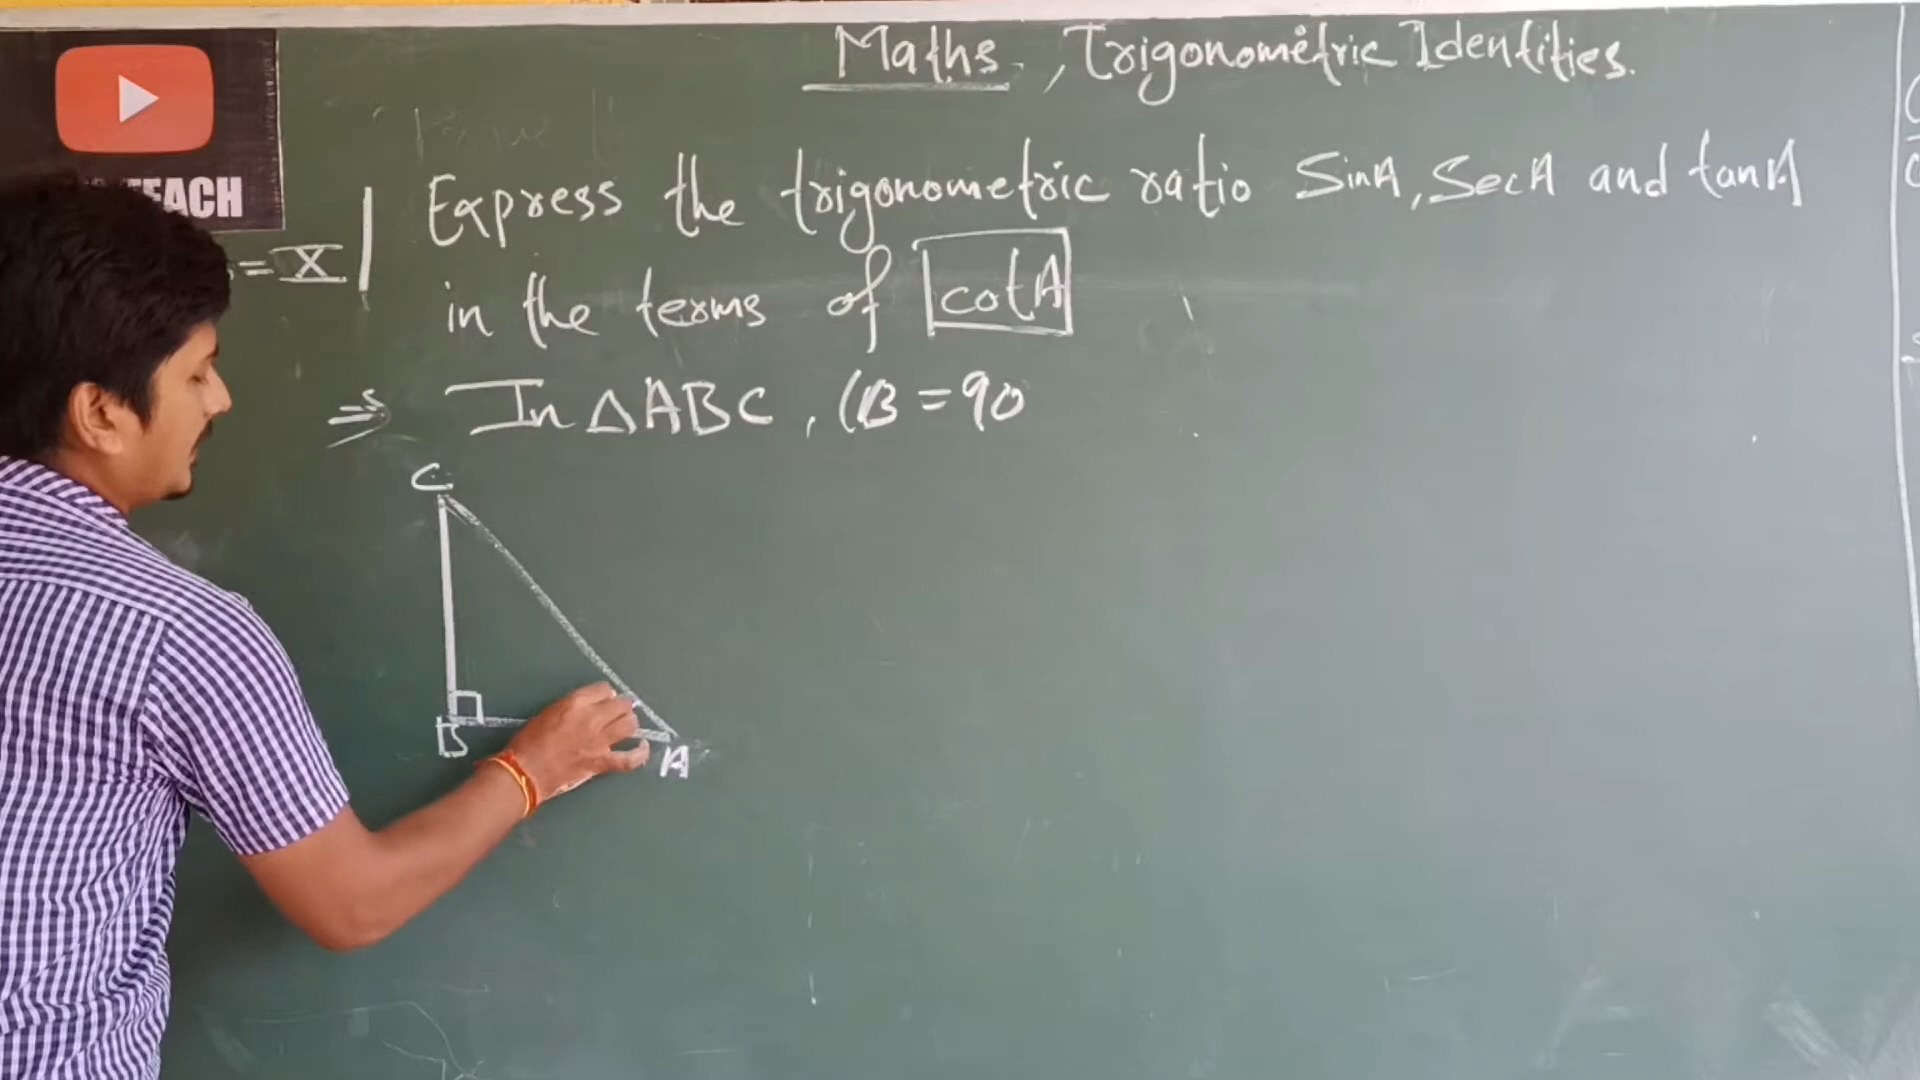 Maths, Trigonometric Identities.
EACH
= X
Express the trigonometric ratio SinA, SecA and tanA
in the terms of cotA
⇒ In △ABC, ∠B = 90
C
B
A